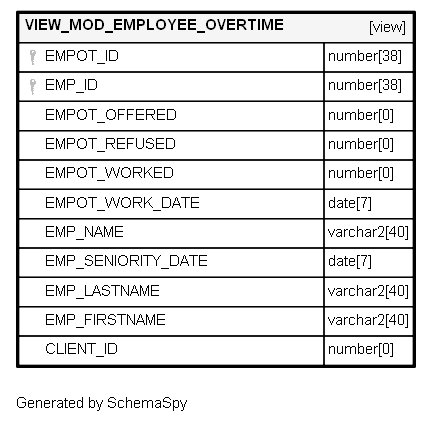 VIEW_MOD_EMPLOYEE_OVERTIME [view]
EMPOT_ID number[38]
EMP_ID number[38]
EMPOT_OFFERED number[0]
EMPOT_REFUSED number[0]
EMPOT_WORKED number[0]
EMPOT_WORK_DATE date[7]
EMP_NAME varchar2[40]
EMP_SENIORITY_DATE date[7]
EMP_LASTNAME varchar2[40]
EMP_FIRSTNAME varchar2[40]
CLIENT_ID number[0]
Generated by SchemaSpy